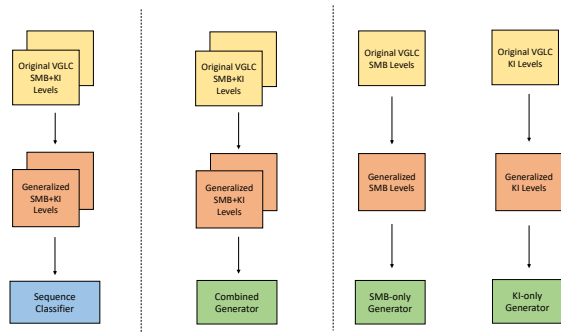 Original VGLC
SMB+KI
Levels
Generalized
SMB+KI
Levels
Sequence
Classifier
Original VGLC
SMB+KI
Levels
Generalized
SMB+KI
Levels
Combined
Generator
Original VGLC
SMB Levels
Generalized
SMB Levels
SMB-only
Generator
Original VGLC
KI Levels
Generalized
KI Levels
KI-only
Generator